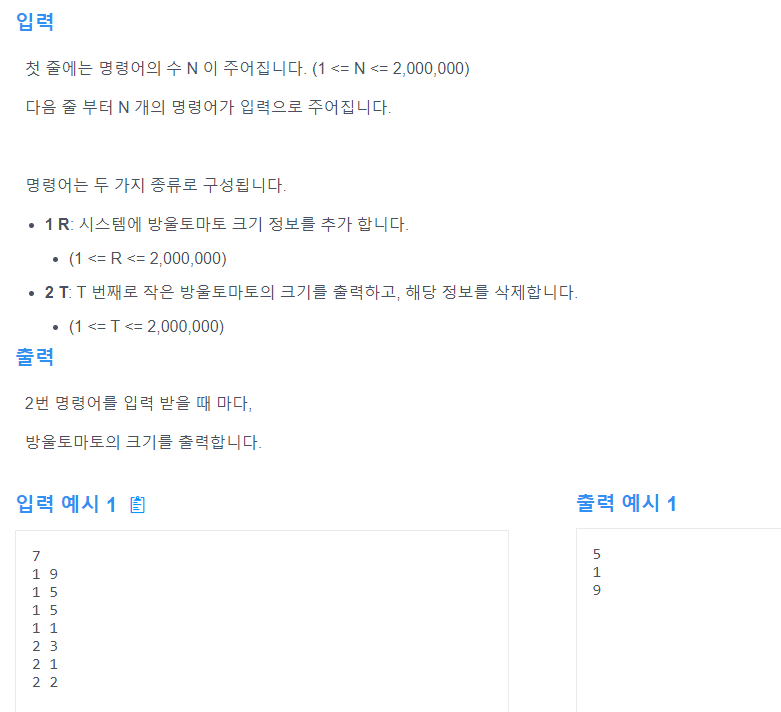 입력
첫 줄에는 명령어의 수 N 이 주어집니다. (1 <= N <= 2,000,000)
다음 줄 부터 N 개의 명령어가 입력으로 주어집니다.
명령어는 두 가지 종류로 구성됩니다.
1 R: 시스템에 방울토마토 크기 정보를 추가 합니다.
(1 <= R <= 2,000,000)
2 T: T 번째로 작은 방울토마토의 크기를 출력하고, 해당 정보를 삭제합니다.
(1 <= T <= 2,000,000)
출력
2번 명령어를 입력 받을 때 마다,
방울토마토의 크기를 출력합니다.
입력 예시 1
7
1 9
1 5
1 5
1 1
2 3
2 1
2 2
출력 예시 1
5
1
9